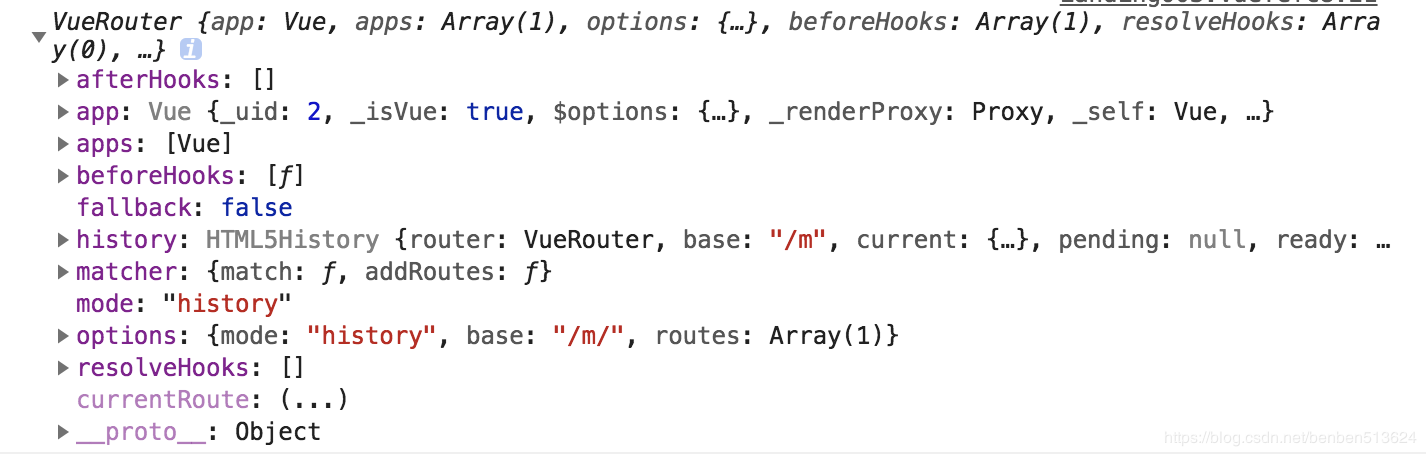 VueRouter {app: Vue, apps: Array(1), options: {…}, beforeHooks: Array(1), resolveHooks: Arra
y(0), …} i
afterHooks: []
app: Vue {_uid: 2, _isVue: true, $options: {…}, _renderProxy: Proxy, _self: Vue, …}
apps: [Vue]
beforeHooks: [ƒ]
fallback: false
history: HTML5History {router: VueRouter, base: "/m", current: {…}, pending: null, ready: …
matcher: {match: ƒ, addRoutes: ƒ}
mode: "history"
options: {mode: "history", base: "/m/", routes: Array(1)}
resolveHooks: []
currentRoute: (...)
__proto__: Object
https://blog.csdn.net/benben513624